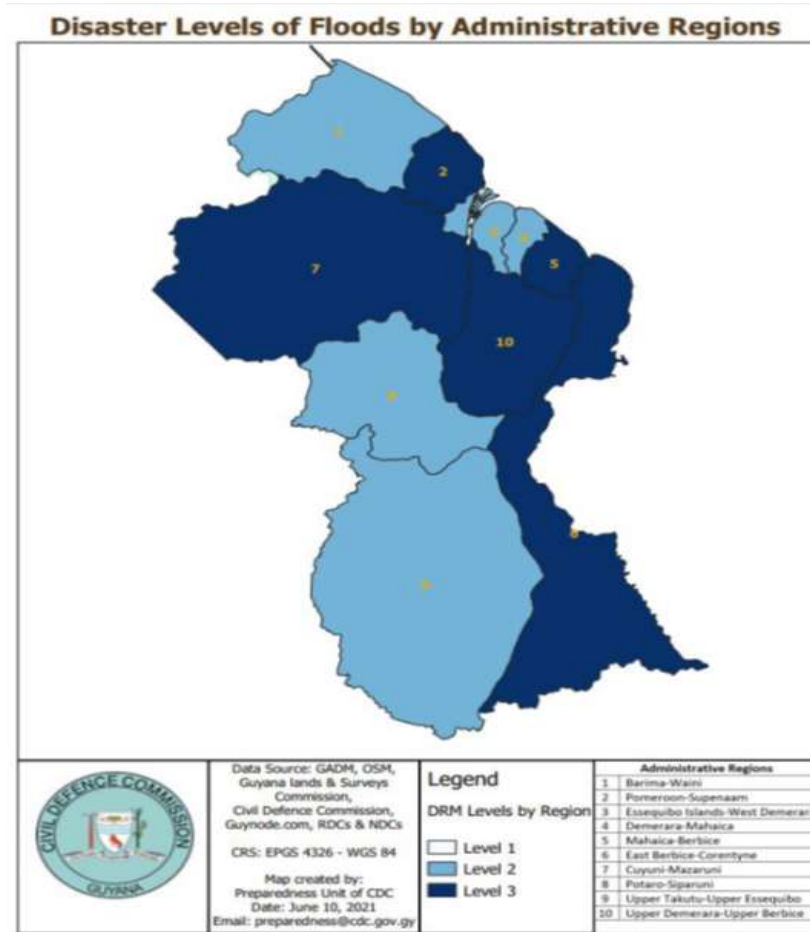 Disaster Levels of Floods by Administrative Regions
2
7
5
10
CIVIL DEFENCE COMMISSION
GUYANA
Data Source: GADM, OSM,
Guyana lands & Surveys
Commission,
Civil Defence Commission,
Guynode.com, RDCs & NDCs
CRS: EPGS 4326 - WGS 84
Map created by:
Preparedness Unit of CDC
Date: June 10, 2021
Email: preparedness@cdc.gov.gy
Legend
DRM Levels by Region
Level 1
Level 2
Level 3
Administrative Regions
1 Barima-Waini
2 Pomeroon-Supenaam
3 Essequibo Islands-West Demerar
4 Demerara-Mahaica
5 Mahaica-Berbice
6 East Berbice-Corentyne
7 Cuyuni-Mazaruni
8 Potaro-Siparuni
9 Upper Takutu-Upper Essequibo
10 Upper Demerara-Upper Berbice